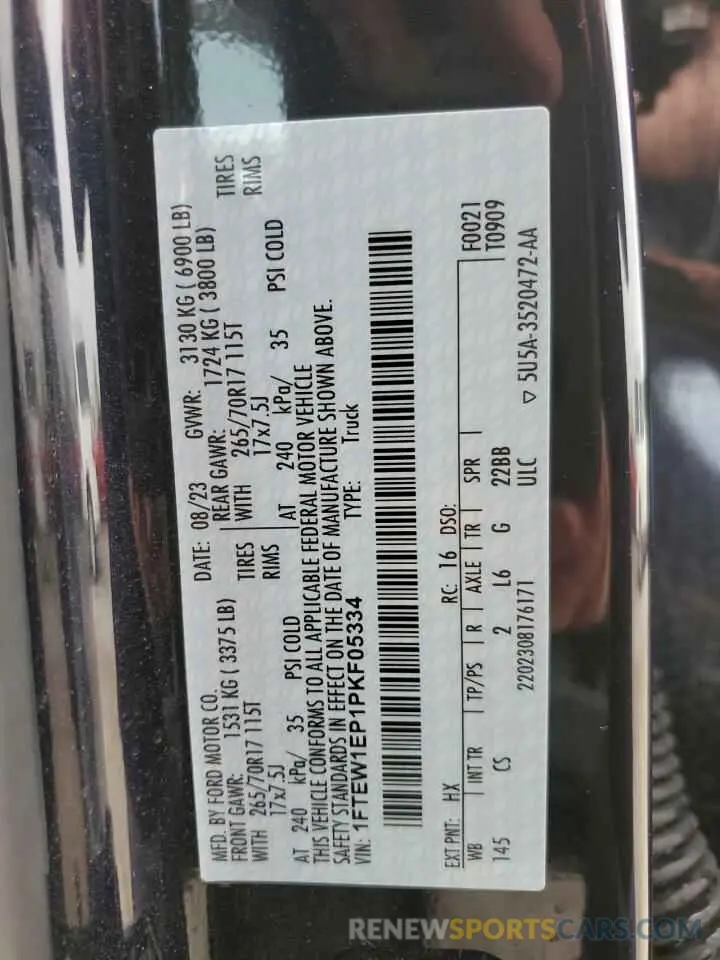 MFD. BY FORD MOTOR CO.
DATE: 08/23 GVWR: 3130 KG ( 6900 LB)
FRONT GAWR: 1531 KG ( 3375 LB)
REAR GAWR: 1724 KG ( 3800 LB)
WITH 265/70R17 115T TIRES
WITH 265/70R17 115T TIRES
17x7.5J RIMS
17x7.5J RIMS
AT 240 kPa/ 35 PSI COLD
AT 240 kPa/ 35 PSI COLD
THIS VEHICLE CONFORMS TO ALL APPLICABLE FEDERAL MOTOR VEHICLE
SAFETY STANDARDS IN EFFECT ON THE DATE OF MANUFACTURE SHOWN ABOVE.
VIN: 1FTEW1EP1PKF05334 TYPE: Truck
EXT PNT: HX RC: 16 DSO: F0021
WB INT TR TP/PS R AXLE TR SPR T0909
145 CS 2 L6 G 22BB
2202308176171 ULC ▽ 5U5A-3520472-AA
RENEWSPORTSCARS.COM